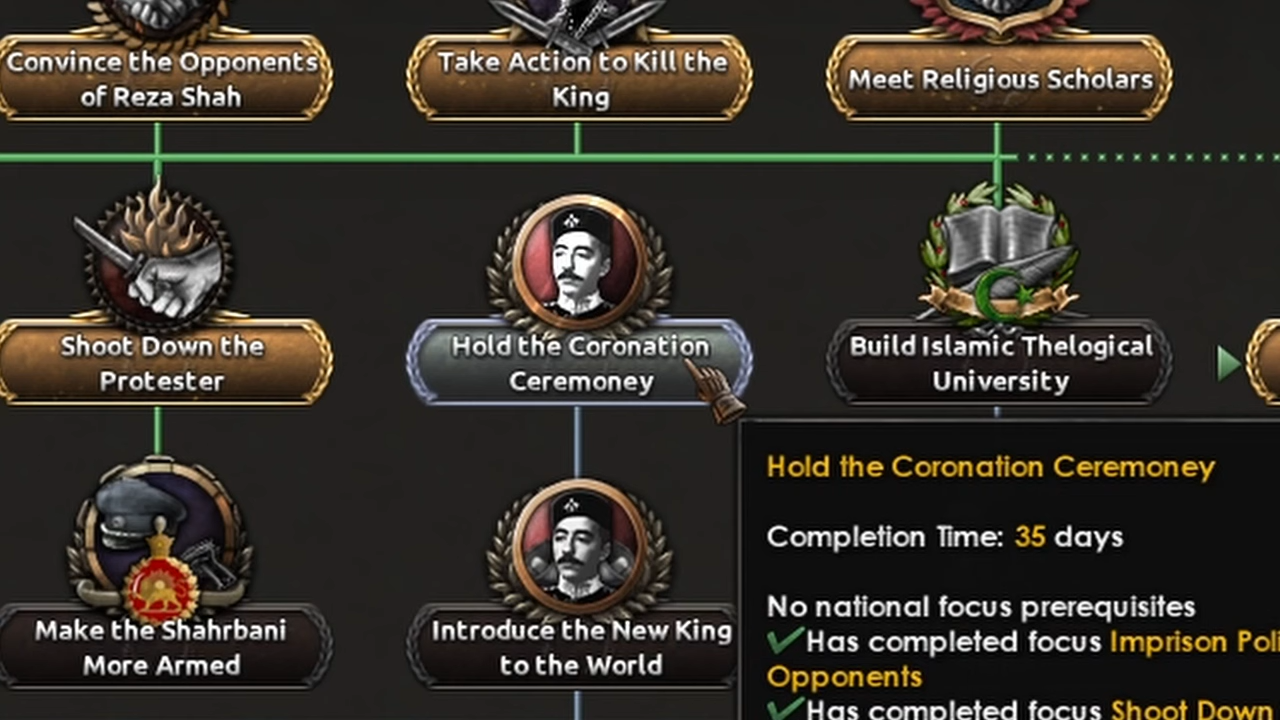 Convince the Opponents
of Reza Shah
Take Action to Kill the
King
Meet Religious Scholars
Shoot Down the
Protester
Hold the Coronation
Ceremoney
Build Islamic Thelogical
University
Make the Shahrbani
More Armed
Introduce the New King
to the World
Hold the Coronation Ceremoney
Completion Time: 35 days
No national focus prerequisites
Has completed focus Imprison
Opponents
Has completed focus Shoot Down